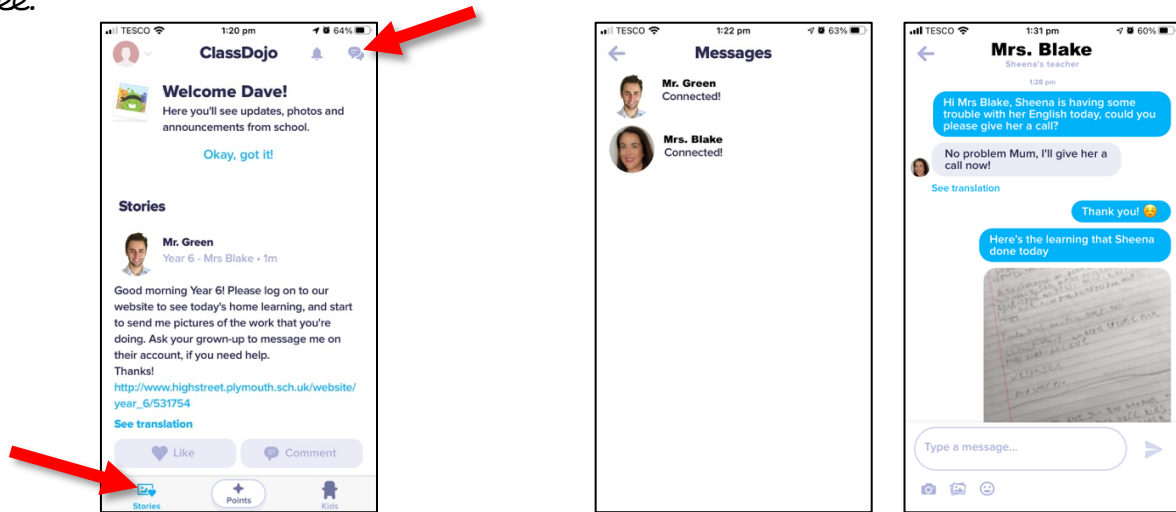 ee.
TESCO 1:20 pm 64%
ClassDojo
Welcome Dave!
Here you'll see updates, photos and
announcements from school.
Okay, got it!
Stories
Mr. Green
Year 6 - Mrs Blake • 1m
Good morning Year 6! Please log on to our
website to see today's home learning, and start
to send me pictures of the work that you're
doing. Ask your grown-up to message me on
their account, if you need help.
Thanks!
http://www.highstreet.plymouth.sch.uk/website/
year_6/531754
See translation
Like Comment
Stories Points Kids
TESCO 1:22 pm 63%
Messages
Mr. Green
Connected!
Mrs. Blake
Connected!
TESCO 1:31 pm 60%
Mrs. Blake
Sheena's teacher
1:28 pm
Hi Mrs Blake, Sheena is having some
trouble with her English today, could you
please give her a call?
No problem Mum, I'll give her a
call now!
See translation
Thank you!
Here's the learning that Sheena
done today
Type a message...